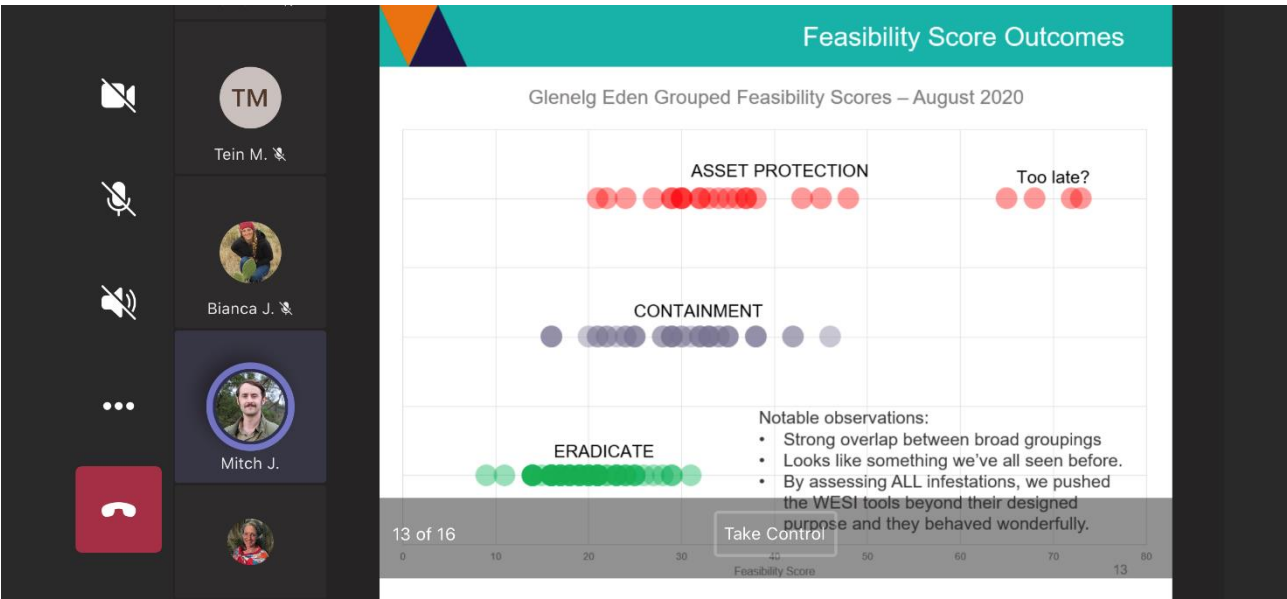 Feasibility Score Outcomes
TM
Tein M.
Bianca J.
Mitch J.
Glenelg Eden Grouped Feasibility Scores – August 2020
ASSET PROTECTION
Too late?
CONTAINMENT
ERADICATE
Notable observations:
• Strong overlap between broad groupings
• Looks like something we've all seen before.
• By assessing ALL infestations, we pushed
the WESI tools beyond their designed
purpose and they behaved wonderfully.
13 of 16
Take Control
0 10 20 30 40 50 60 70 80
Feasibility Score
13